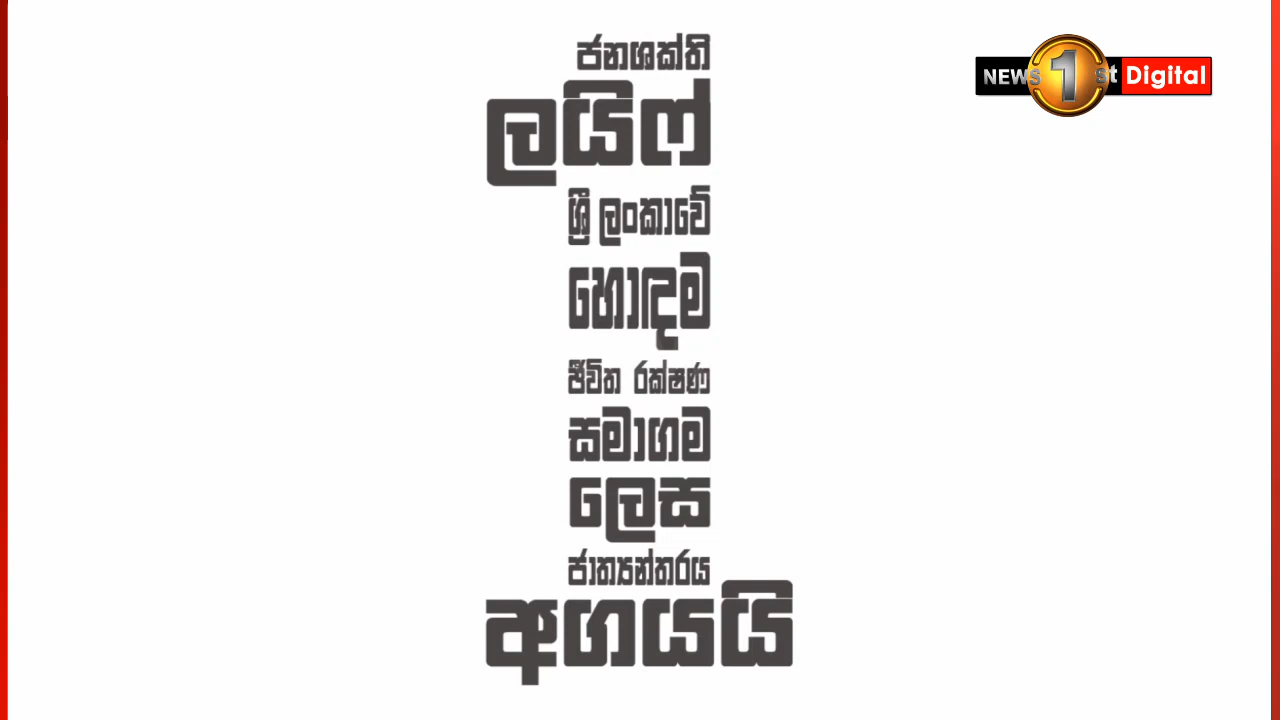 ජනශක්ති
ලයිෆ්
ශ්‍රී ලංකාවේ
හොඳම
ජීවිත රක්ෂණ
සමාගම
ලෙස
ජාත්‍යන්තරය
අගයයි
NEWS 1st Digital